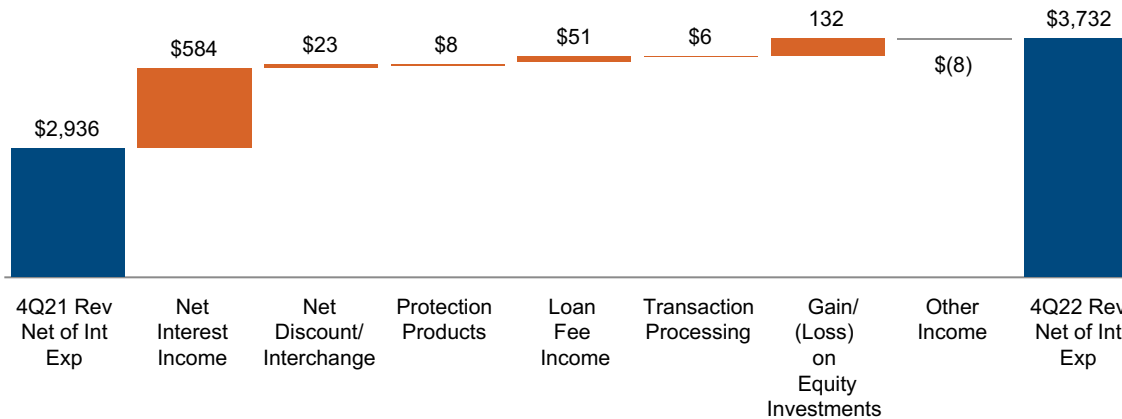 $2,936
$584
$23
$8
$51
$6
132
$(8)
$3,732
4Q21 Rev
Net of Int
Exp
Net
Interest
Income
Net
Discount/
Interchange
Protection
Products
Loan
Fee
Income
Transaction
Processing
Gain/
(Loss)
on
Equity
Investments
Other
Income
4Q22 Rev
Net of Int
Exp